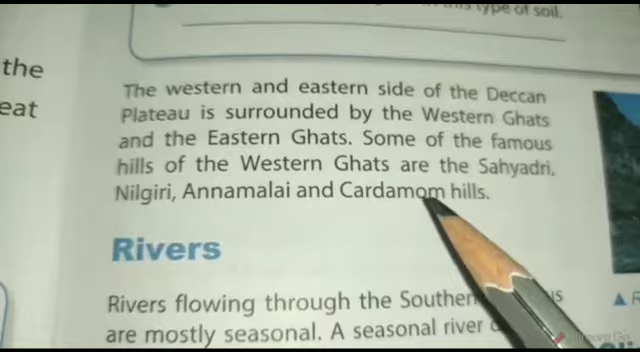 this type of soil.
the
eat
The western and eastern side of the Deccan
Plateau is surrounded by the Western Ghats
and the Eastern Ghats. Some of the famous
hills of the Western Ghats are the Sahyadri,
Nilgiri, Annamalai and Cardamom hills.
Rivers
Rivers flowing through the Southern
are mostly seasonal. A seasonal river